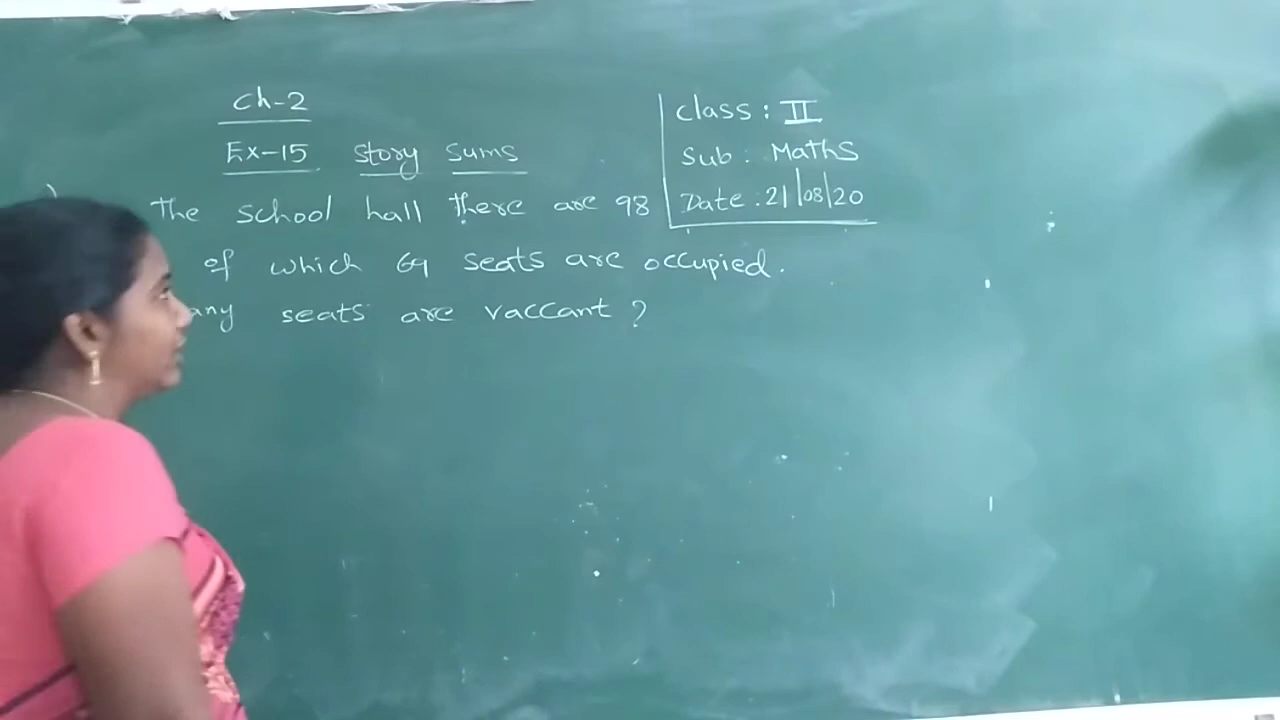 Ch-2
Ex-15 Story Sums
Class : II
Sub : Maths
Date : 21/08/20
The school hall there are 98
of which 64 seats are occupied.
any seats are vaccant ?